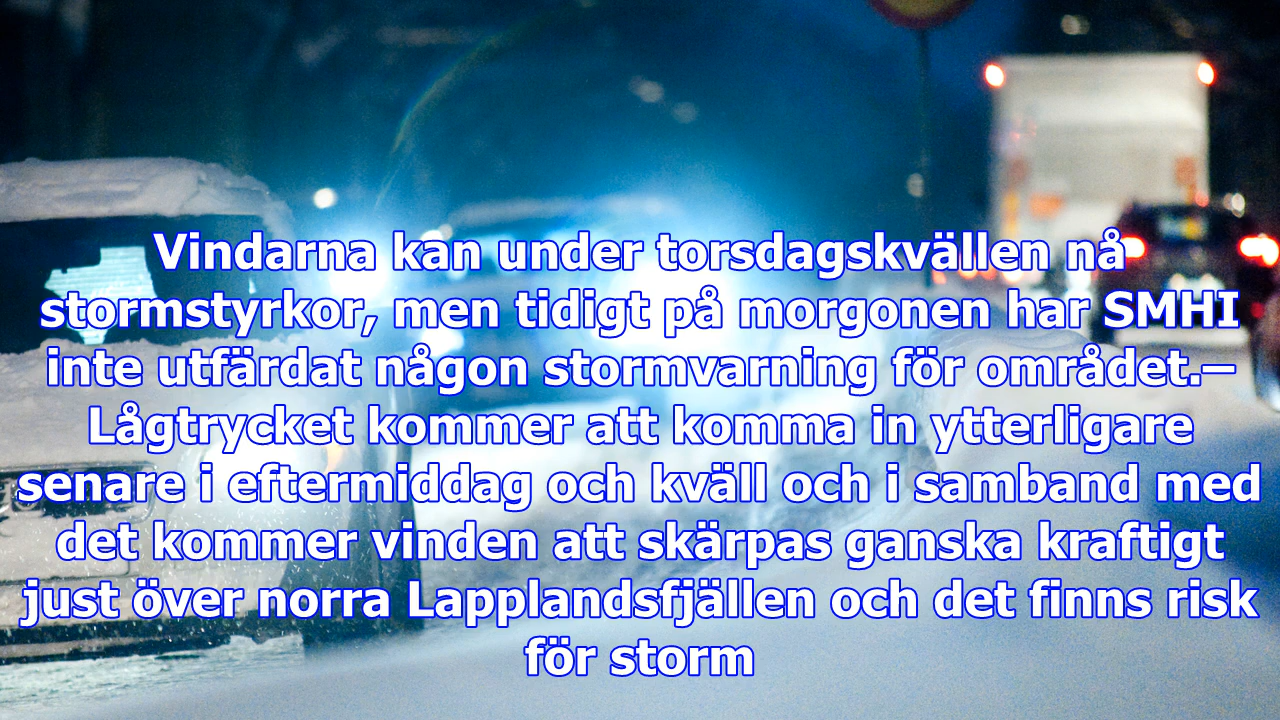 Vindarna kan under torsdagskvällen nå
stormstyrkor, men tidigt på morgonen har SMHI
inte utfärdat någon stormvarning för området.—
Lågtrycket kommer att komma in ytterligare
senare i eftermiddag och kväll och i samband med
det kommer vinden att skärpas ganska kraftigt
just över norra Lapplandsfjällen och det finns risk
för storm